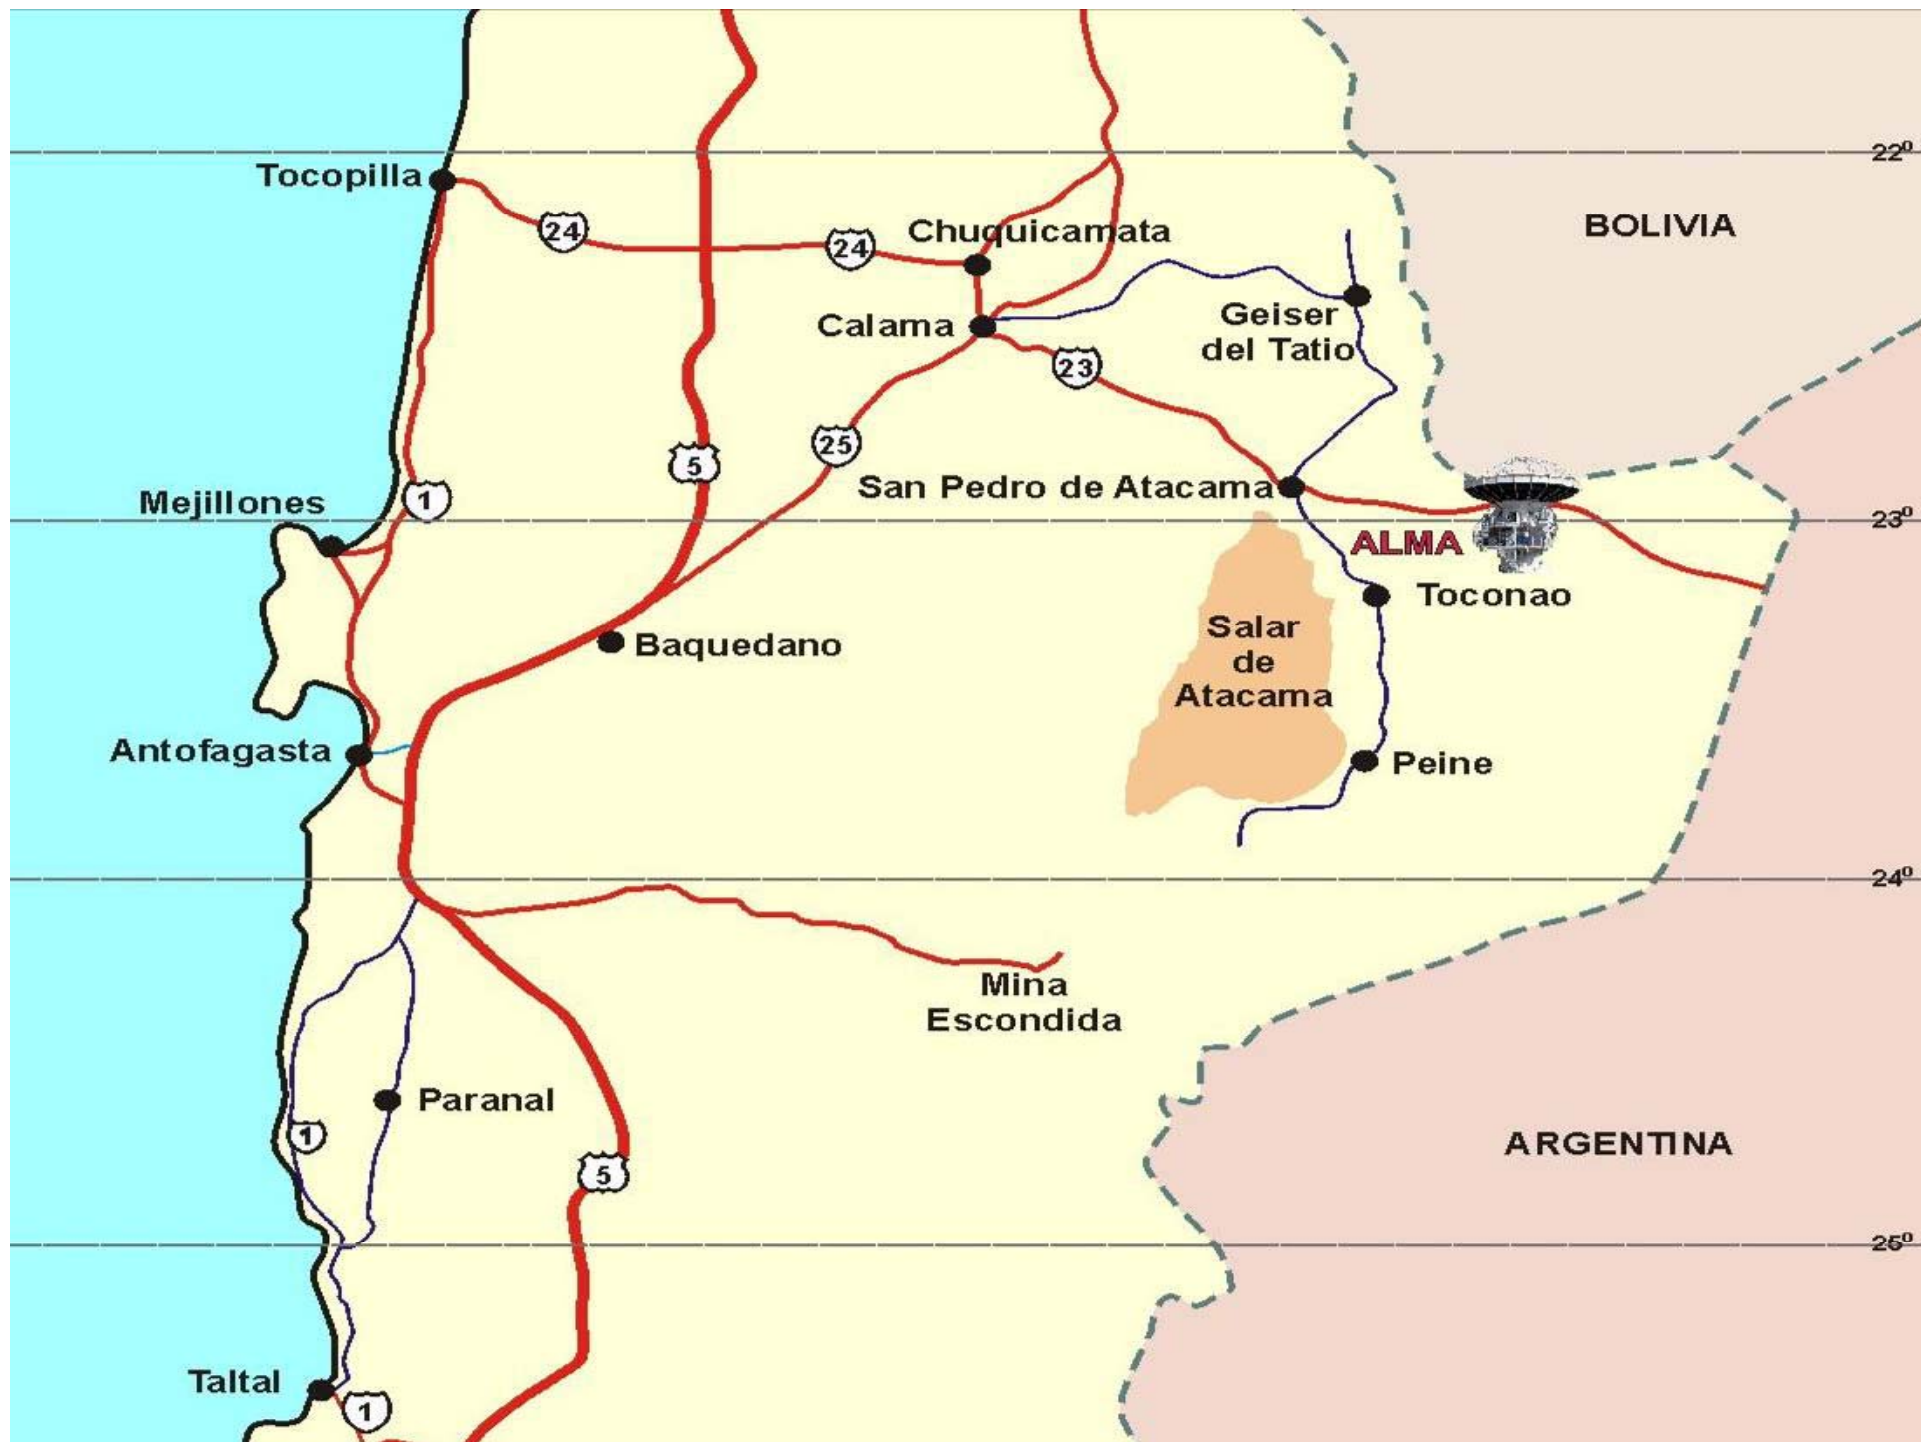 22º
Tocopilla
BOLIVIA
24
Chuquicamata
24
Geiser
del Tatio
Calama
23
25
5
San Pedro de Atacama
Mejillones
1
23º
ALMA
Toconao
Salar
de
Atacama
Baquedano
Antofagasta
Peine
24º
Mina
Escondida
Paranal
1
ARGENTINA
5
25º
Taltal
1